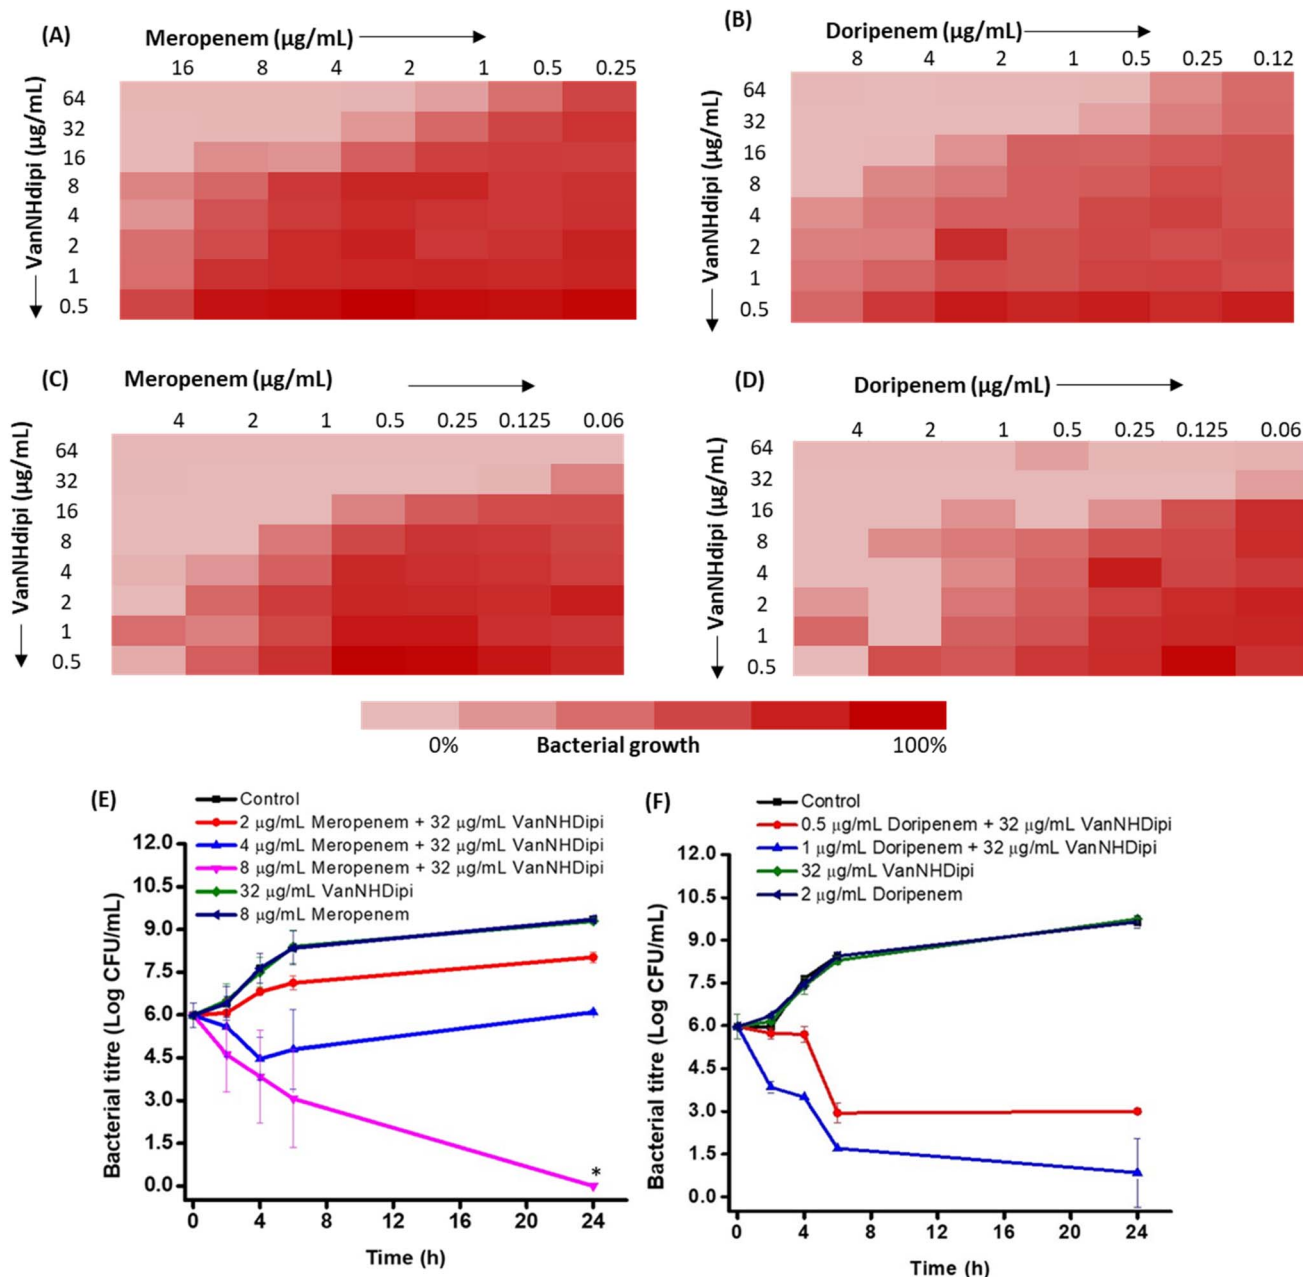 (A)
Meropenem (µg/mL)
16 8 4 2 1 0.5 0.25
VanNHdipi (µg/mL)
64
32
16
8
4
2
1
0.5
(B)
Doripenem (µg/mL)
8 4 2 1 0.5 0.25 0.12
VanNHdipi (µg/mL)
64
32
16
8
4
2
1
0.5
(C)
Meropenem (µg/mL)
4 2 1 0.5 0.25 0.125 0.06
VanNHdipi (µg/mL)
64
32
16
8
4
2
1
0.5
(D)
Doripenem (µg/mL)
4 2 1 0.5 0.25 0.125 0.06
VanNHdipi (µg/mL)
64
32
16
8
4
2
1
0.5
0% Bacterial growth 100%
(E)
Control
2 µg/mL Meropenem + 32 µg/mL VanNHDipi
4 µg/mL Meropenem + 32 µg/mL VanNHDipi
8 µg/mL Meropenem + 32 µg/mL VanNHDipi
32 µg/mL VanNHDipi
8 µg/mL Meropenem
Bacterial titre (Log CFU/mL)
12.0
10.5
9.0
7.5
6.0
4.5
3.0
1.5
0.0
*
0 4 8 12 16 20 24
Time (h)
(F)
Control
0.5 µg/mL Doripenem + 32 µg/mL VanNHDipi
1 µg/mL Doripenem + 32 µg/mL VanNHDipi
32 µg/mL VanNHDipi
2 µg/mL Doripenem
Bacterial titre (Log CFU/mL)
12.0
10.5
9.0
7.5
6.0
4.5
3.0
1.5
0.0
0 4 8 12 16 20 24
Time (h)